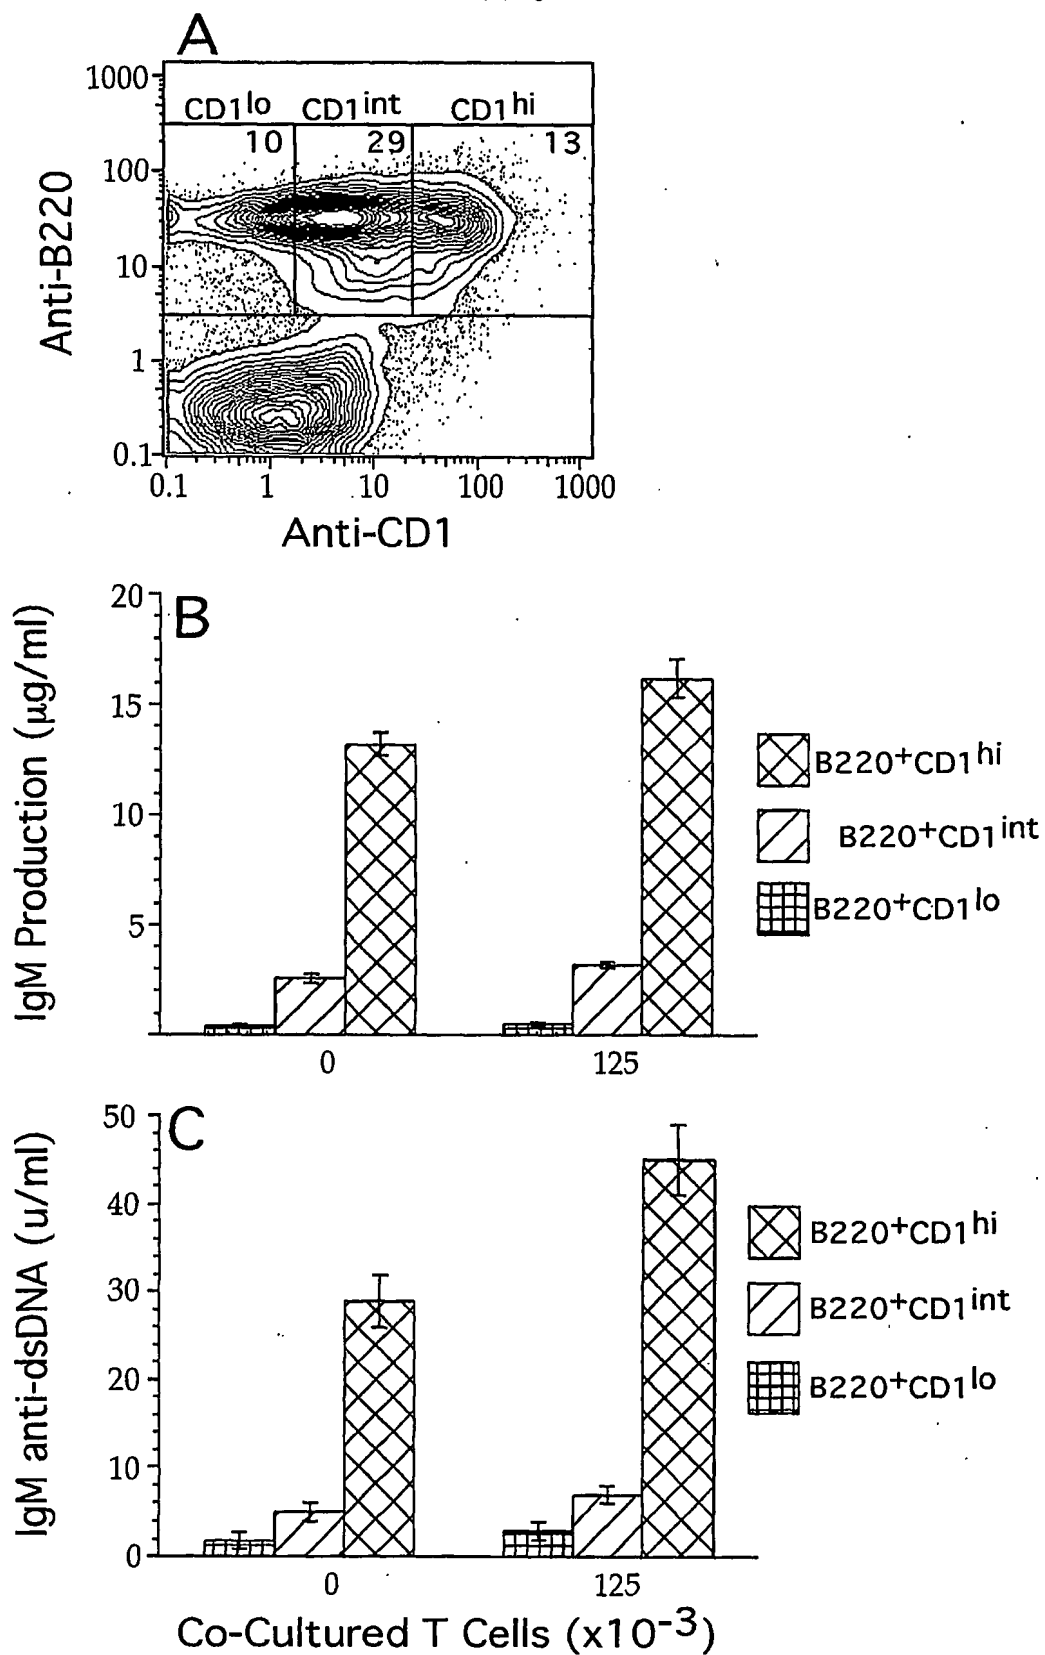 A
1000
CD1lo CD1int CD1hi
10 29 13
100
10
1
0.1
Anti-B220
0.1 1 10 100 1000
Anti-CD1
B
20
15
10
5
IgM Production (µg/ml)
B220+CD1hi
B220+CD1int
B220+CD1lo
0 125
C
50
40
30
20
10
0
IgM anti-dsDNA (u/ml)
B220+CD1hi
B220+CD1int
B220+CD1lo
0 125
Co-Cultured T Cells (x10-3)